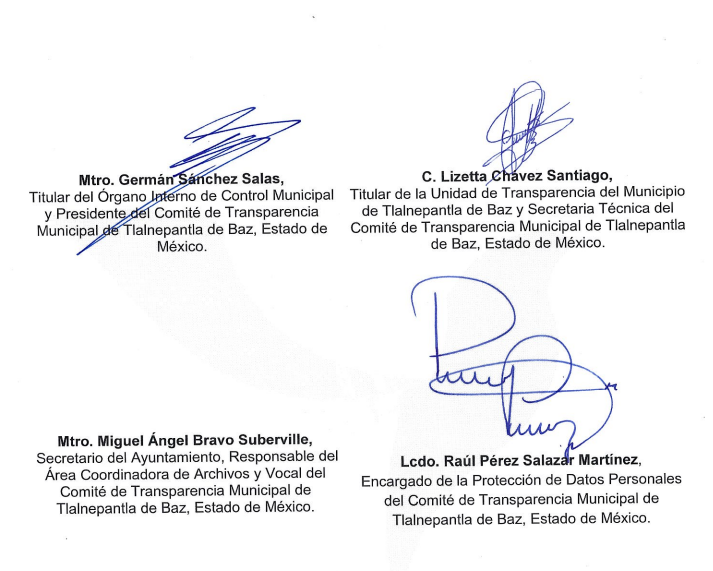 Mtro. Germán Sánchez Salas,
Titular del Órgano Interno de Control Municipal
y Presidente del Comité de Transparencia
Municipal de Tlalnepantla de Baz, Estado de
México.
C. Lizetta Chávez Santiago,
Titular de la Unidad de Transparencia del Municipio
de Tlalnepantla de Baz y Secretaria Técnica del
Comité de Transparencia Municipal de Tlalnepantla
de Baz, Estado de México.
Mtro. Miguel Ángel Bravo Suberville,
Secretario del Ayuntamiento, Responsable del
Área Coordinadora de Archivos y Vocal del
Comité de Transparencia Municipal de
Tlalnepantla de Baz, Estado de México.
Lcdo. Raúl Pérez Salazar Martínez,
Encargado de la Protección de Datos Personales
del Comité de Transparencia Municipal de
Tlalnepantla de Baz, Estado de México.